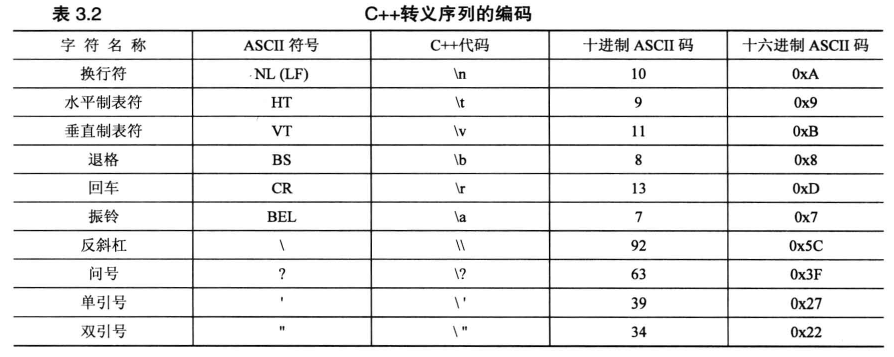 表 3.2 C++转义序列的编码
字 符 名 称 ASCII 符号 C++代码 十进制 ASCII 码 十六进制 ASCII 码
换行符 NL (LF) \n 10 0xA
水平制表符 HT \t 9 0x9
垂直制表符 VT \v 11 0xB
退格 BS \b 8 0x8
回车 CR \r 13 0xD
振铃 BEL \a 7 0x7
反斜杠 \ \\ 92 0x5C
问号 ? \? 63 0x3F
单引号 ' \ ' 39 0x27
双引号 " \ " 34 0x22